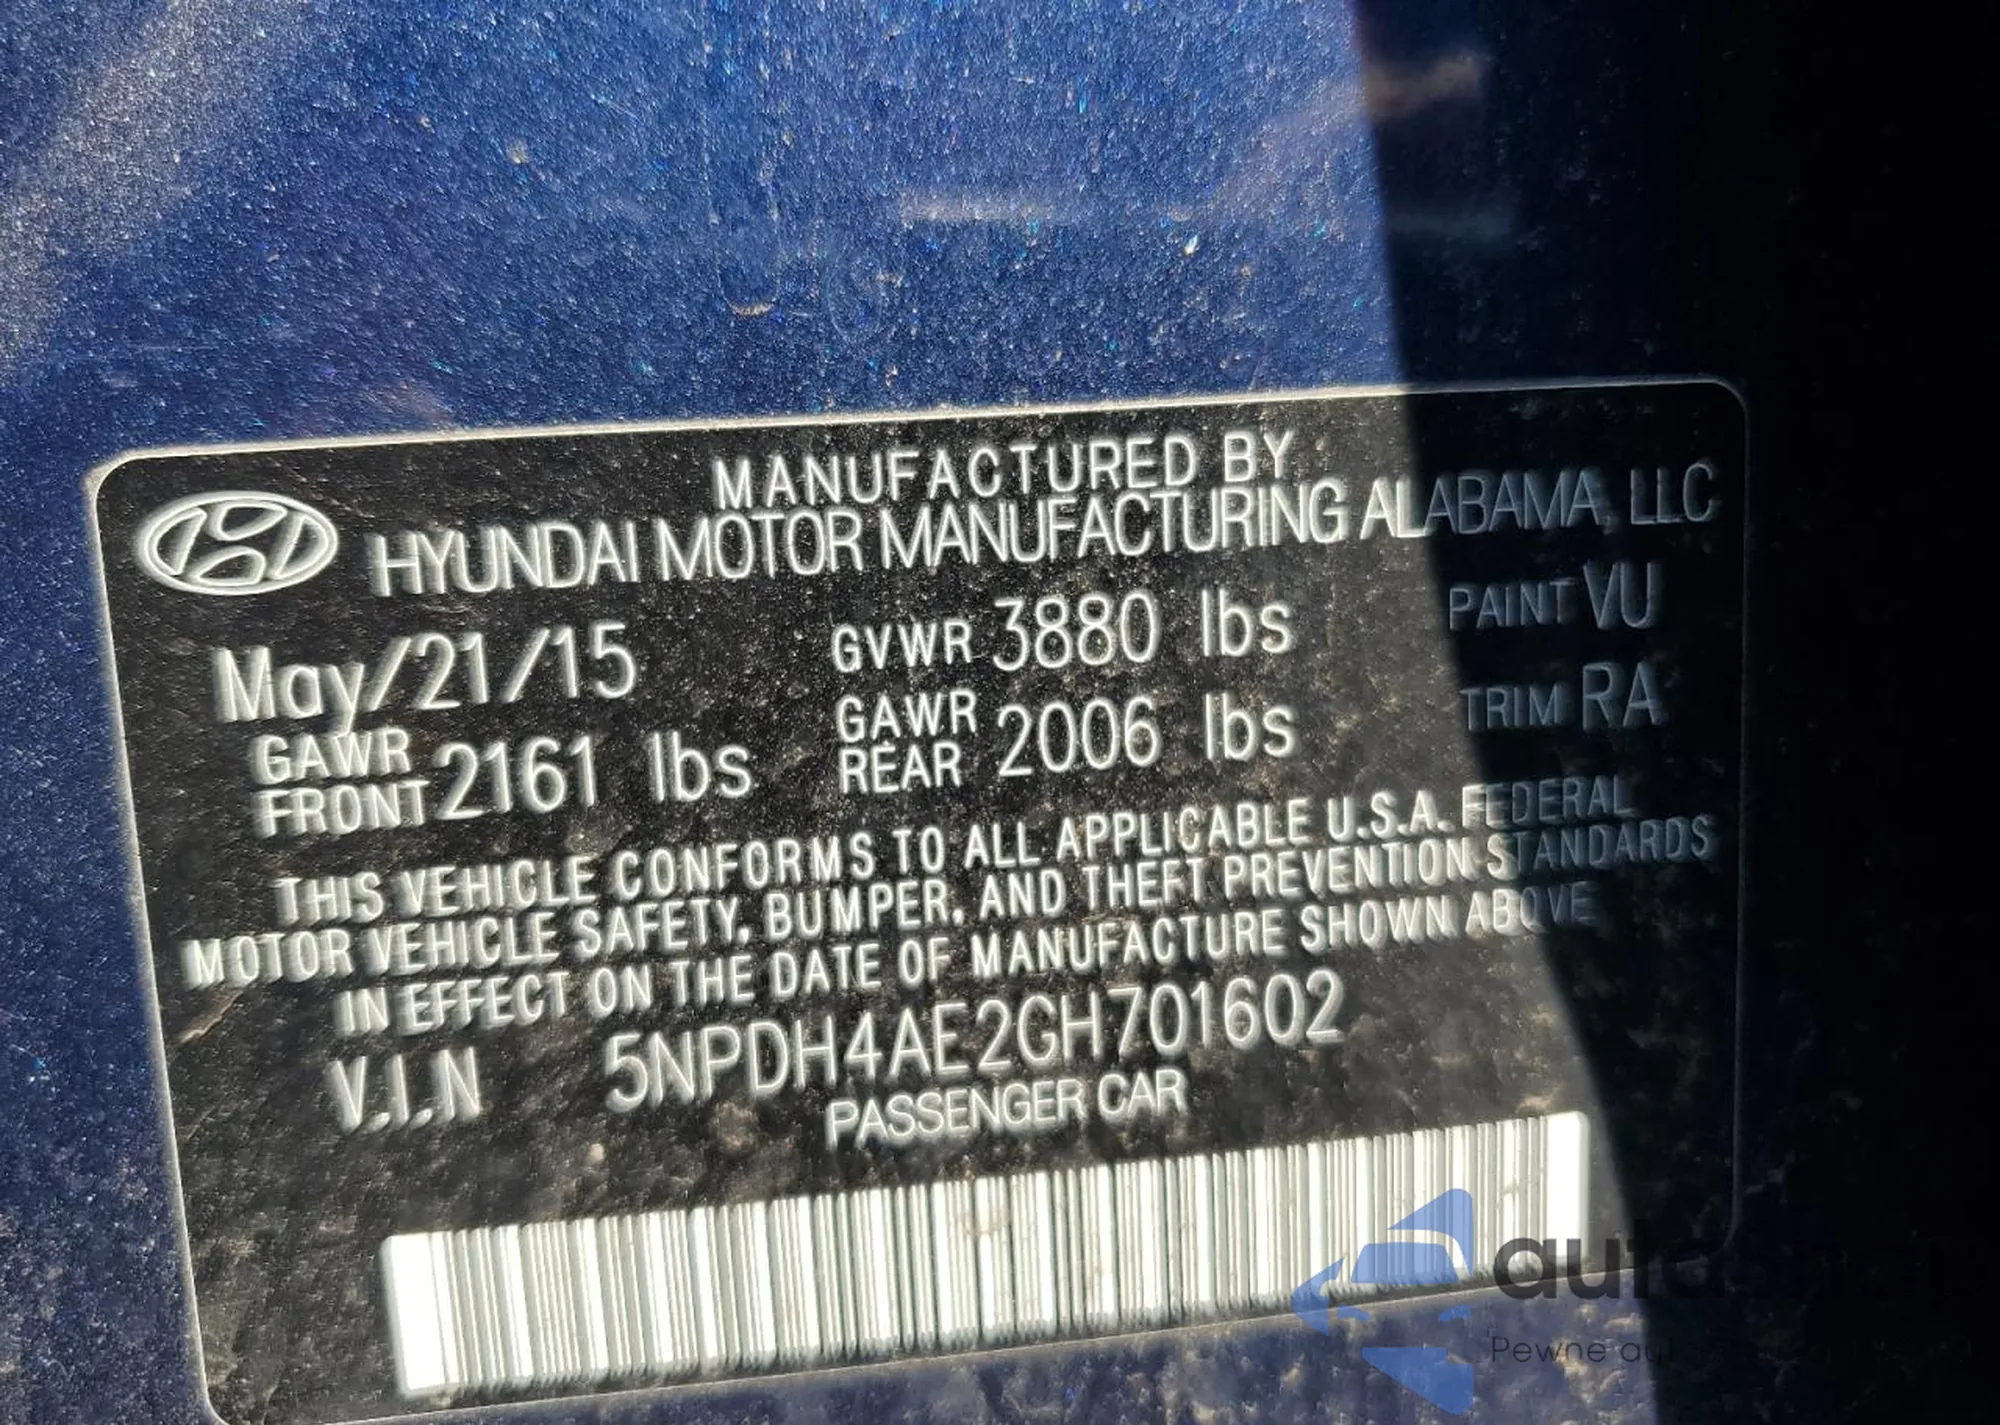 MANUFACTURED BY
HYUNDAI MOTOR MANUFACTURING ALABAMA, LLC
May/21/15 GVWR 3880 lbs PAINT VU
GAWR FRONT 2161 lbs GAWR REAR 2006 lbs TRIM RA
THIS VEHICLE CONFORMS TO ALL APPLICABLE U.S.A. FEDERAL
MOTOR VEHICLE SAFETY, BUMPER, AND THEFT PREVENTION STANDARDS
IN EFFECT ON THE DATE OF MANUFACTURE SHOWN ABOVE
V.I.N 5NPDH4AE2GH701602
PASSENGER CAR
Pewne